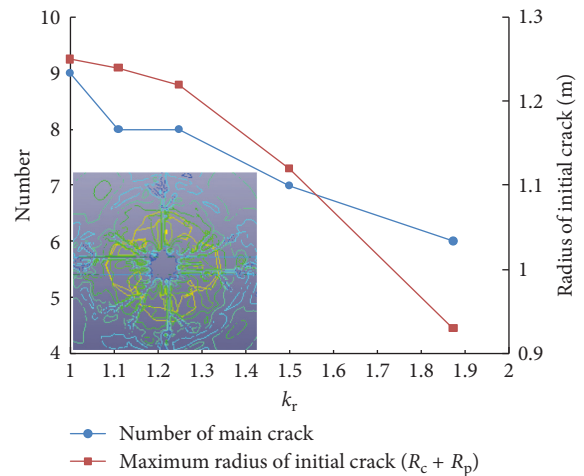 10
9
8
7
6
5
4
Number
1.3
1.2
1.1
1
0.9
Radius of initial crack (m)
1 1.1 1.2 1.3 1.4 1.5 1.6 1.7 1.8 1.9 2
kr
Number of main crack
Maximum radius of initial crack (Rc + Rp)